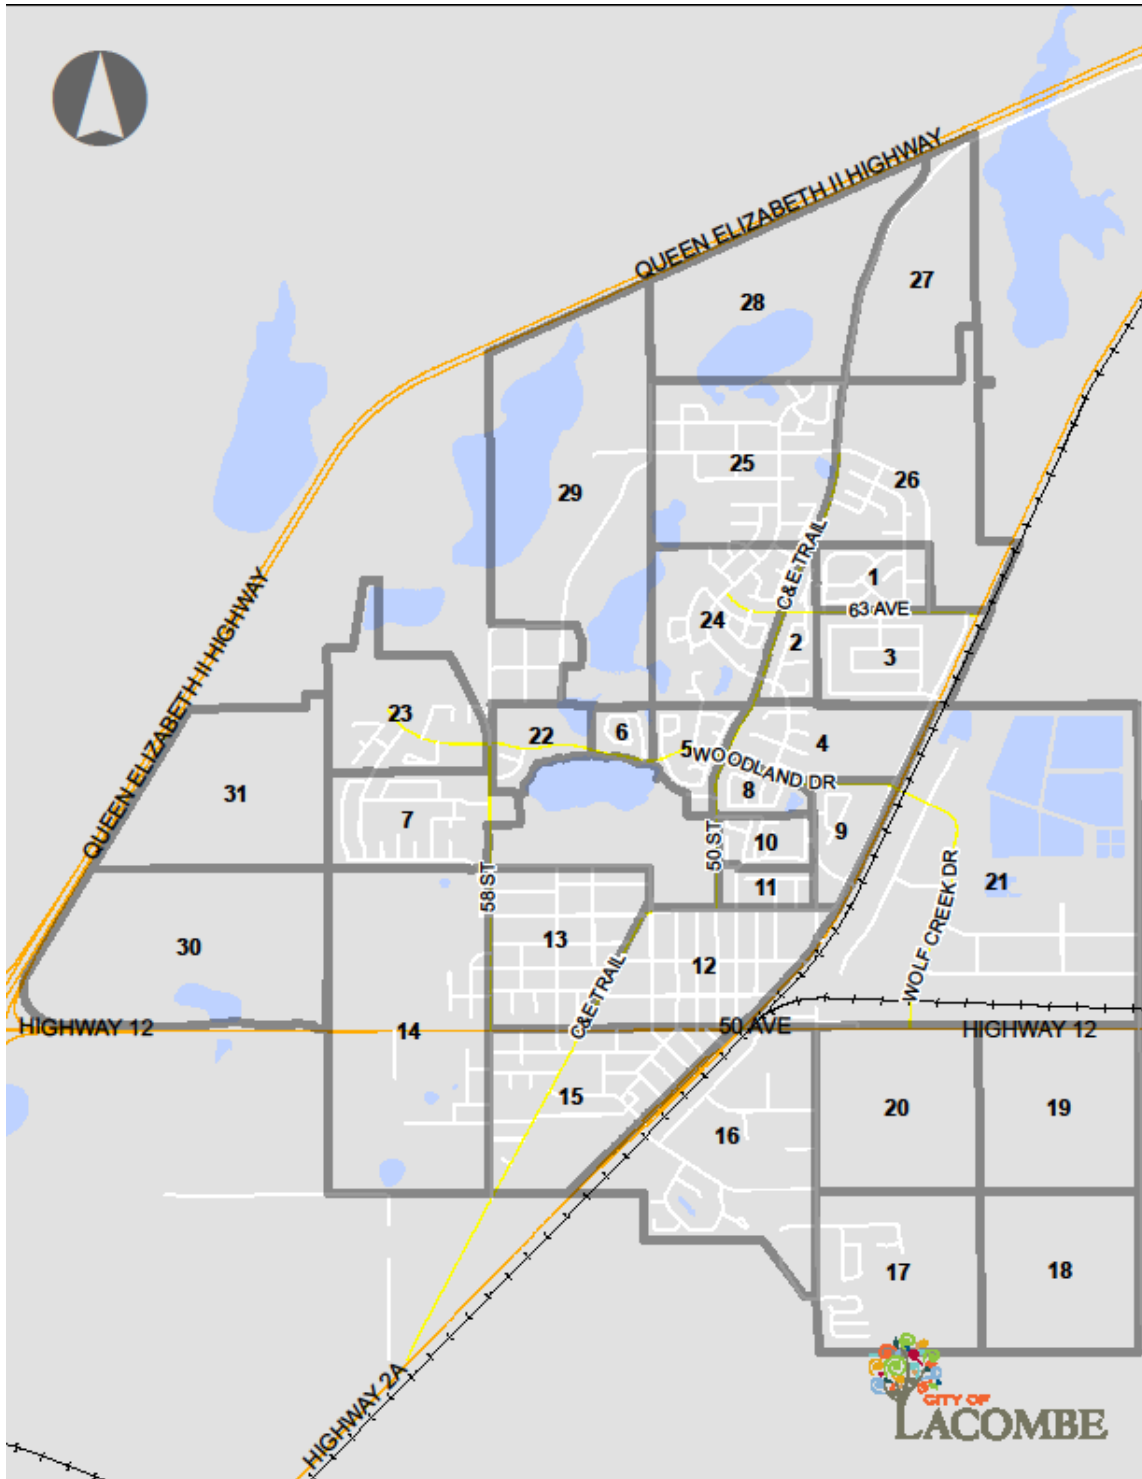 QUEEN ELIZABETH II HIGHWAY
27
28
25
29
26
C&E TRAIL
1
QUEEN ELIZABETH II HIGHWAY
63 AVE
24
2
3
23
22
6
5
WOODLAND DR
4
31
8
7
9
10
50 ST
58 ST
11
21
WOLF CREEK DR
13
30
12
C&E TRAIL
HIGHWAY 12
14
50 AVE
HIGHWAY 12
15
20
19
16
17
18
HIGHWAY 2A
CITY OF
LACOMBE